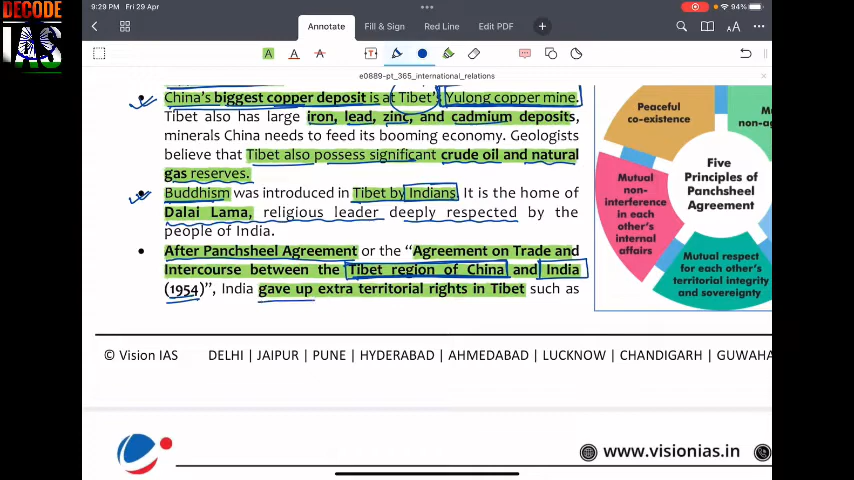 DECODE
IAS
9:29 PM Fri 29 Apr
94%
Annotate
Fill & Sign
Red Line
Edit PDF
AA
A
A
A
T
e0889-pt_365_international_relations
China's biggest copper deposit is at Tibet's Yulong copper mine.
Tibet also has large iron, lead, zinc, and cadmium deposits,
minerals China needs to feed its booming economy. Geologists
believe that Tibet also possess significant crude oil and natural
gas reserves.
Buddhism was introduced in Tibet by Indians. It is the home of
Dalai Lama, religious leader deeply respected by the
people of India.
After Panchsheel Agreement or the "Agreement on Trade and
Intercourse between the Tibet region of China and India
(1954)", India gave up extra territorial rights in Tibet such as
Peaceful
co-existence
non-ag
Five
Principles of
Panchsheel
Agreement
Mutual
non-
interference
in each
other's
internal
affairs
Mutual respect
for each other's
territorial integrity
and sovereignty
© Vision IAS
DELHI | JAIPUR | PUNE | HYDERABAD | AHMEDABAD | LUCKNOW | CHANDIGARH | GUWAHA
www.visionias.in